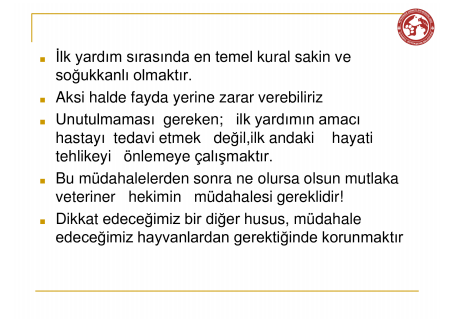 İlk yardım sırasında en temel kural sakin ve
soğukkanlı olmaktır.
Aksi halde fayda yerine zarar verebiliriz
Unutulmaması gereken; ilk yardımın amacı
hastayı tedavi etmek değil,ilk andaki hayati
tehlikeyi önlemeye çalışmaktır.
Bu müdahalelerden sonra ne olursa olsun mutlaka
veteriner hekimin müdahalesi gereklidir!
Dikkat edeceğimiz bir diğer husus, müdahale
edeceğimiz hayvanlardan gerektiğinde korunmaktır